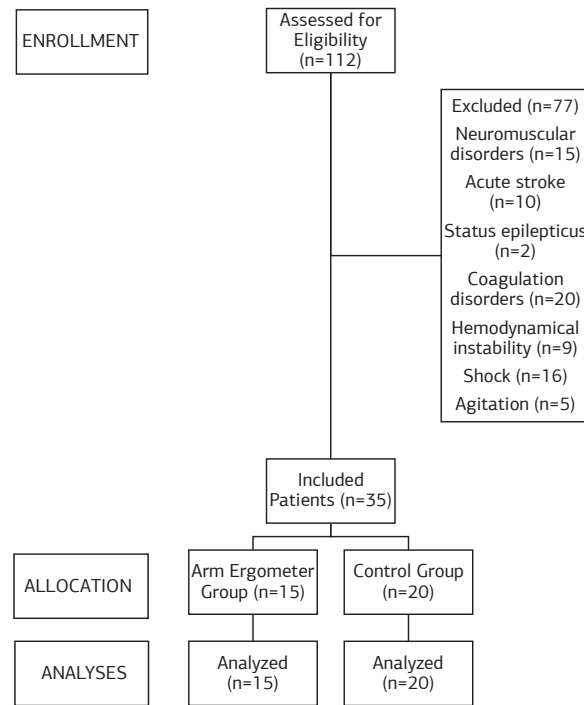 ENROLLMENT
Assessed for
Eligibility
(n=112)
Excluded (n=77)
Neuromuscular
disorders (n=15)
Acute stroke
(n=10)
Status epilepticus
(n=2)
Coagulation
disorders (n=20)
Hemodynamical
instability (n=9)
Shock (n=16)
Agitation (n=5)
Included
Patients (n=35)
ALLOCATION
Arm Ergometer
Group (n=15)
Control Group
(n=20)
ANALYSES
Analyzed
(n=15)
Analyzed
(n=20)